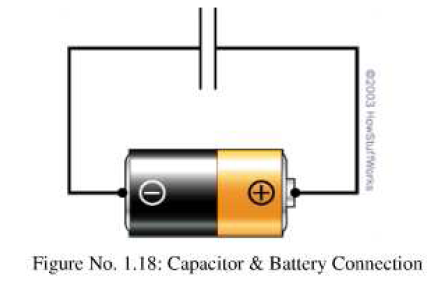 ©2003 HowStuffWorks
⊖ ⊕
Figure No. 1.18: Capacitor & Battery Connection